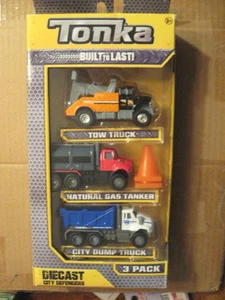 Tonka
BUILT TO LAST!
TOW TRUCK
NATURAL GAS TANKER
CITY DUMP TRUCK
3 PACK
DIECAST
CITY DEFENDERS